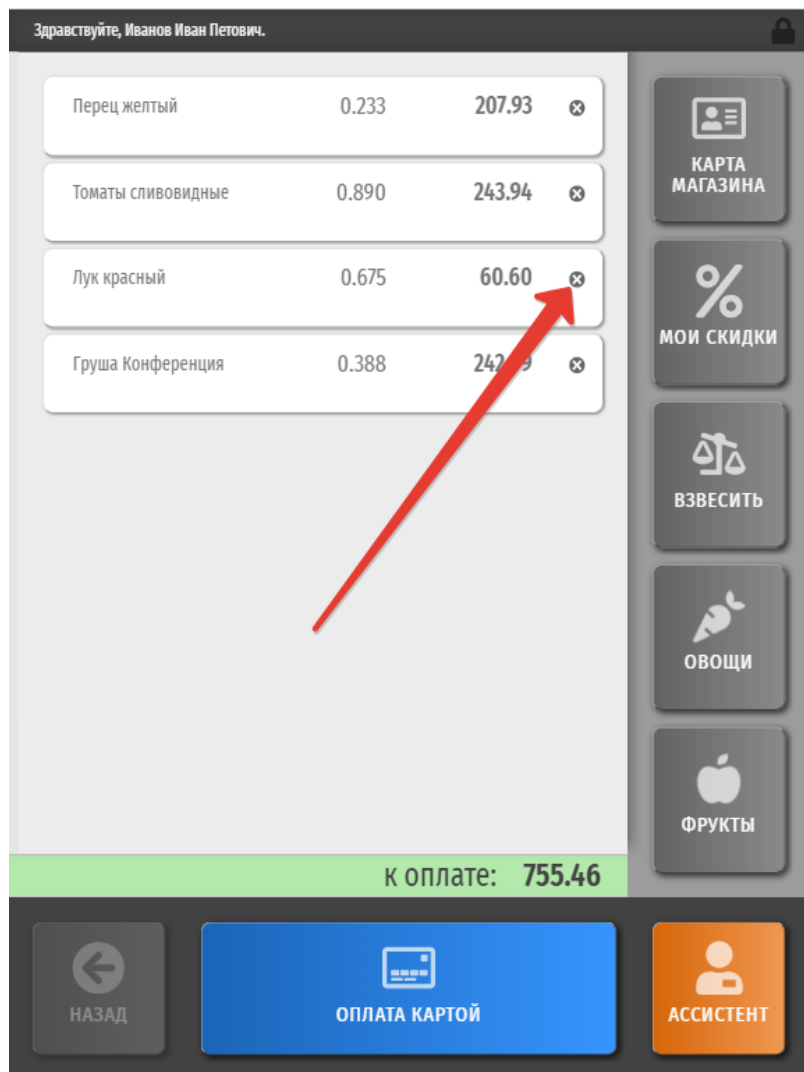 Здравствуйте, Иванов Иван Петович.
Перец желтый 0.233 207.93
Томаты сливовидные 0.890 243.94
Лук красный 0.675 60.60
Груша Конференция 0.388
к оплате: 755.46
КАРТА
МАГАЗИНА
МОИ СКИДКИ
ВЗВЕСИТЬ
ОВОЩИ
ФРУКТЫ
НАЗАД
ОПЛАТА КАРТОЙ
АССИСТЕНТ